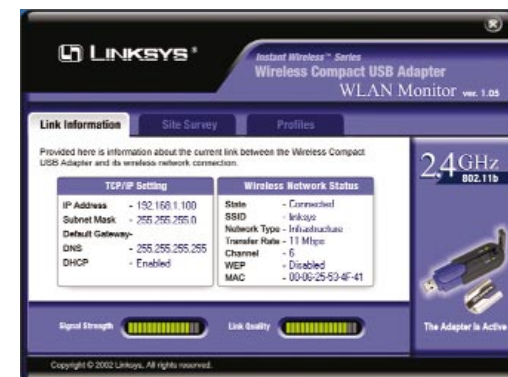 LINKSYS®
Instant Wireless™ Series
Wireless Compact USB Adapter
WLAN Monitor ver. 1.05
Link Information
Site Survey
Profiles
Provided here is information about the current link between the Wireless Compact
USB Adapter and its wireless network connection.
TCP/IP Setting
IP Address - 192.168.1.100
Subnet Mask - 255.255.255.0
Default Gateway-
DNS - 255.255.255.255
DHCP - Enabled
Wireless Network Status
State - Connected
SSID - linksys
Network Type - Infrastructure
Transfer Rate - 11 Mbps
Channel - 6
WEP - Disabled
MAC - 00-06-25-53-4F-41
2.4GHz
802.11b
Signal Strength
Link Quality
The Adapter is Active
Copyright © 2002 Linksys, All rights reserved.